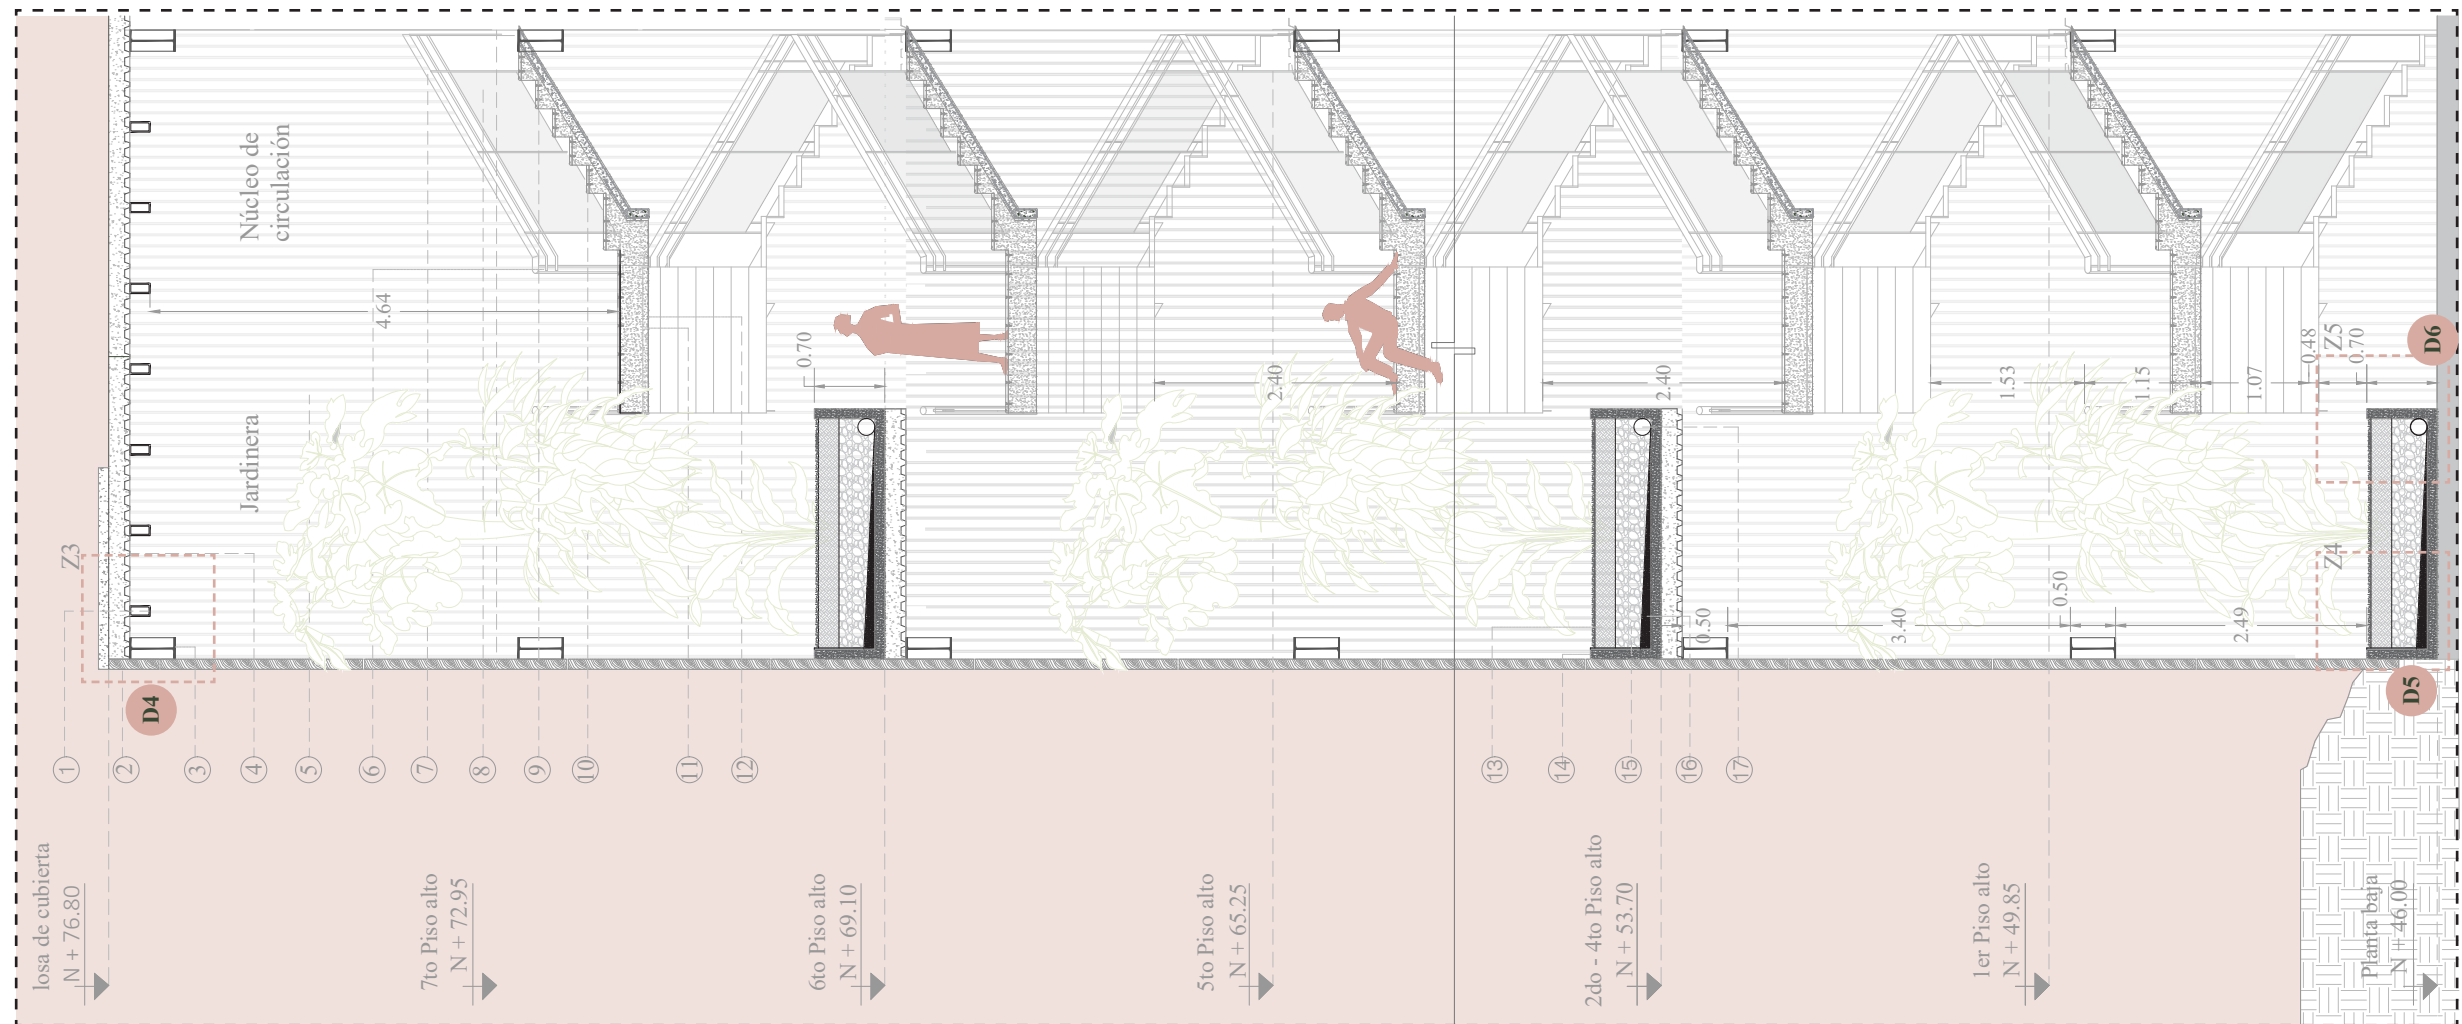 losa de cubierta
N + 76.80
7to Piso alto
N + 72.95
6to Piso alto
N + 69.10
5to Piso alto
N + 65.25
2do - 4to Piso alto
N + 53.70
1er Piso alto
N + 49.85
Planta baja
N + 46.00
1
2
3
4
5
6
7
8
9
10
11
12
13
14
15
16
17
D4
D5
D6
Z3
Z4
Z5
Jardinera
Núcleo de
circulación
4.64
0.70
2.40
2.40
1.53
1.15
1.07
0.48
0.70
0.50
3.40
0.50
2.49